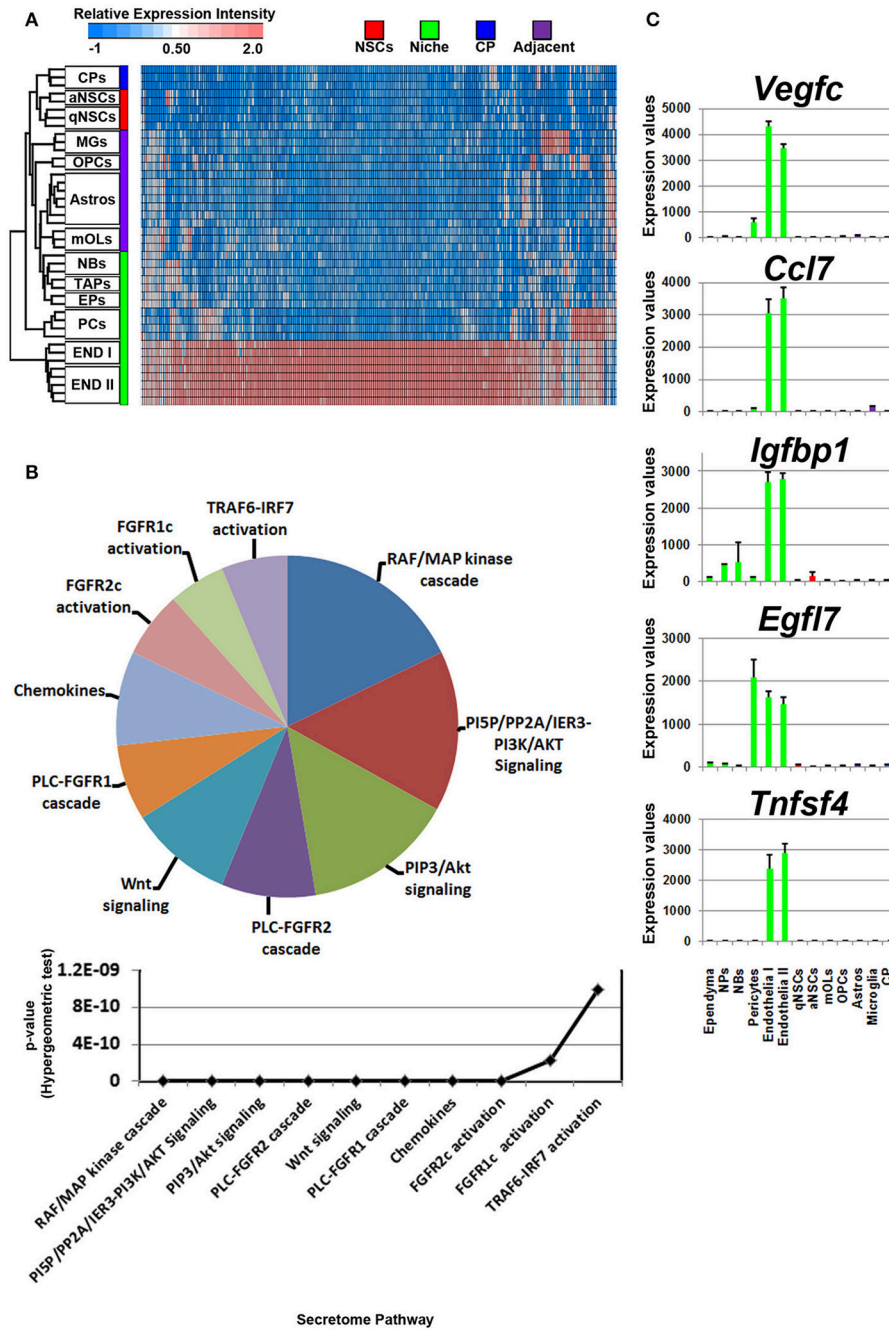 A
Relative Expression Intensity
-1 0.50 2.0
NSCs
Niche
CP
Adjacent
CPs
aNSCs
qNSCs
MGs
OPCs
Astros
mOLs
NBs
TAPs
EPs
PCs
END I
END II
B
TRAF6-IRF7
activation
FGFR1c
activation
FGFR2c
activation
Chemokines
PLC-FGFR1
cascade
Wnt
signaling
PLC-FGFR2
cascade
PIP3/Akt
signaling
PI5P/PP2A/IER3-
PI3K/AKT
Signaling
RAF/MAP kinase
cascade
p-value
(Hypergeometric test)
1.2E-09
8E-10
4E-10
0
RAF/MAP kinase cascade
PI5P/PP2A/IER3-PI3K/AKT Signaling
PIP3/Akt signaling
PLC-FGFR2 cascade
Wnt signaling
PLC-FGFR1 cascade
Chemokines
FGFR2c activation
FGFR1c activation
TRAF6-IRF7 activation
Secretome Pathway
C
Vegfc
Expression values
5000
4000
3000
2000
1000
0
Ccl7
Expression values
4000
3000
2000
1000
0
Igfbp1
Expression values
3000
2000
1000
0
Egfl7
Expression values
3000
2000
1000
0
Tnfsf4
Expression values
4000
3000
2000
1000
0
Ependyma
NPs
NBs
Pericytes
Endothelia I
Endothelia II
qNSCs
aNSCs
mOLs
OPCs
Astros
Microglia
CP